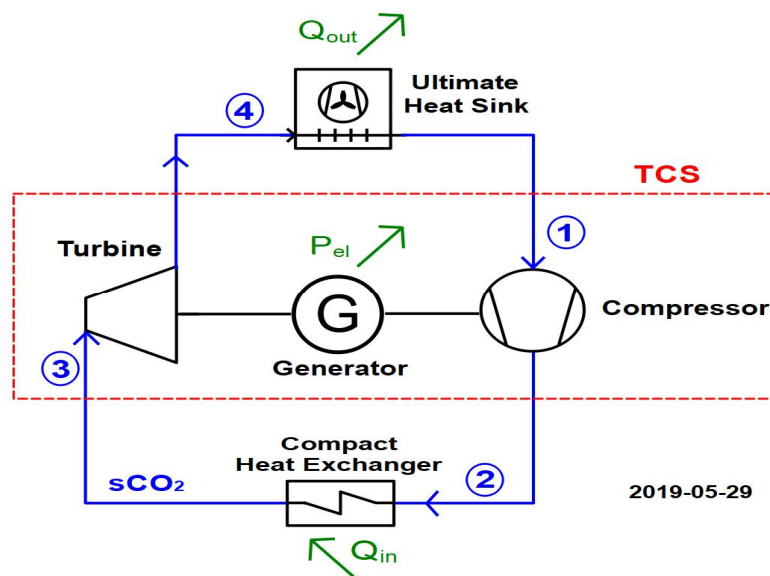 Qout
Ultimate
Heat Sink
4
TCS
1
Turbine
Pel
G
Compressor
Generator
3
Compact
Heat Exchanger
sCO₂
2
2019-05-29
Qin